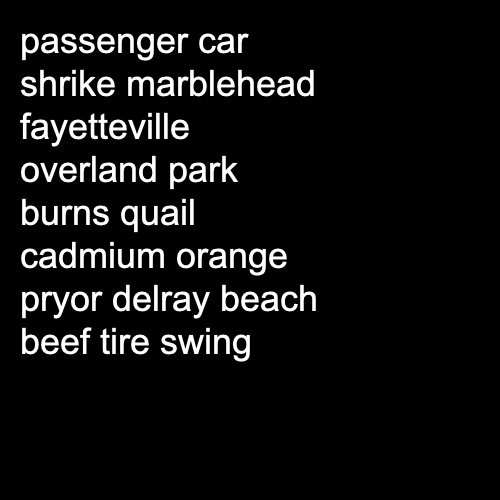 passenger car
shrike marblehead
fayetteville
overland park
burns quail
cadmium orange
pryor delray beach
beef tire swing